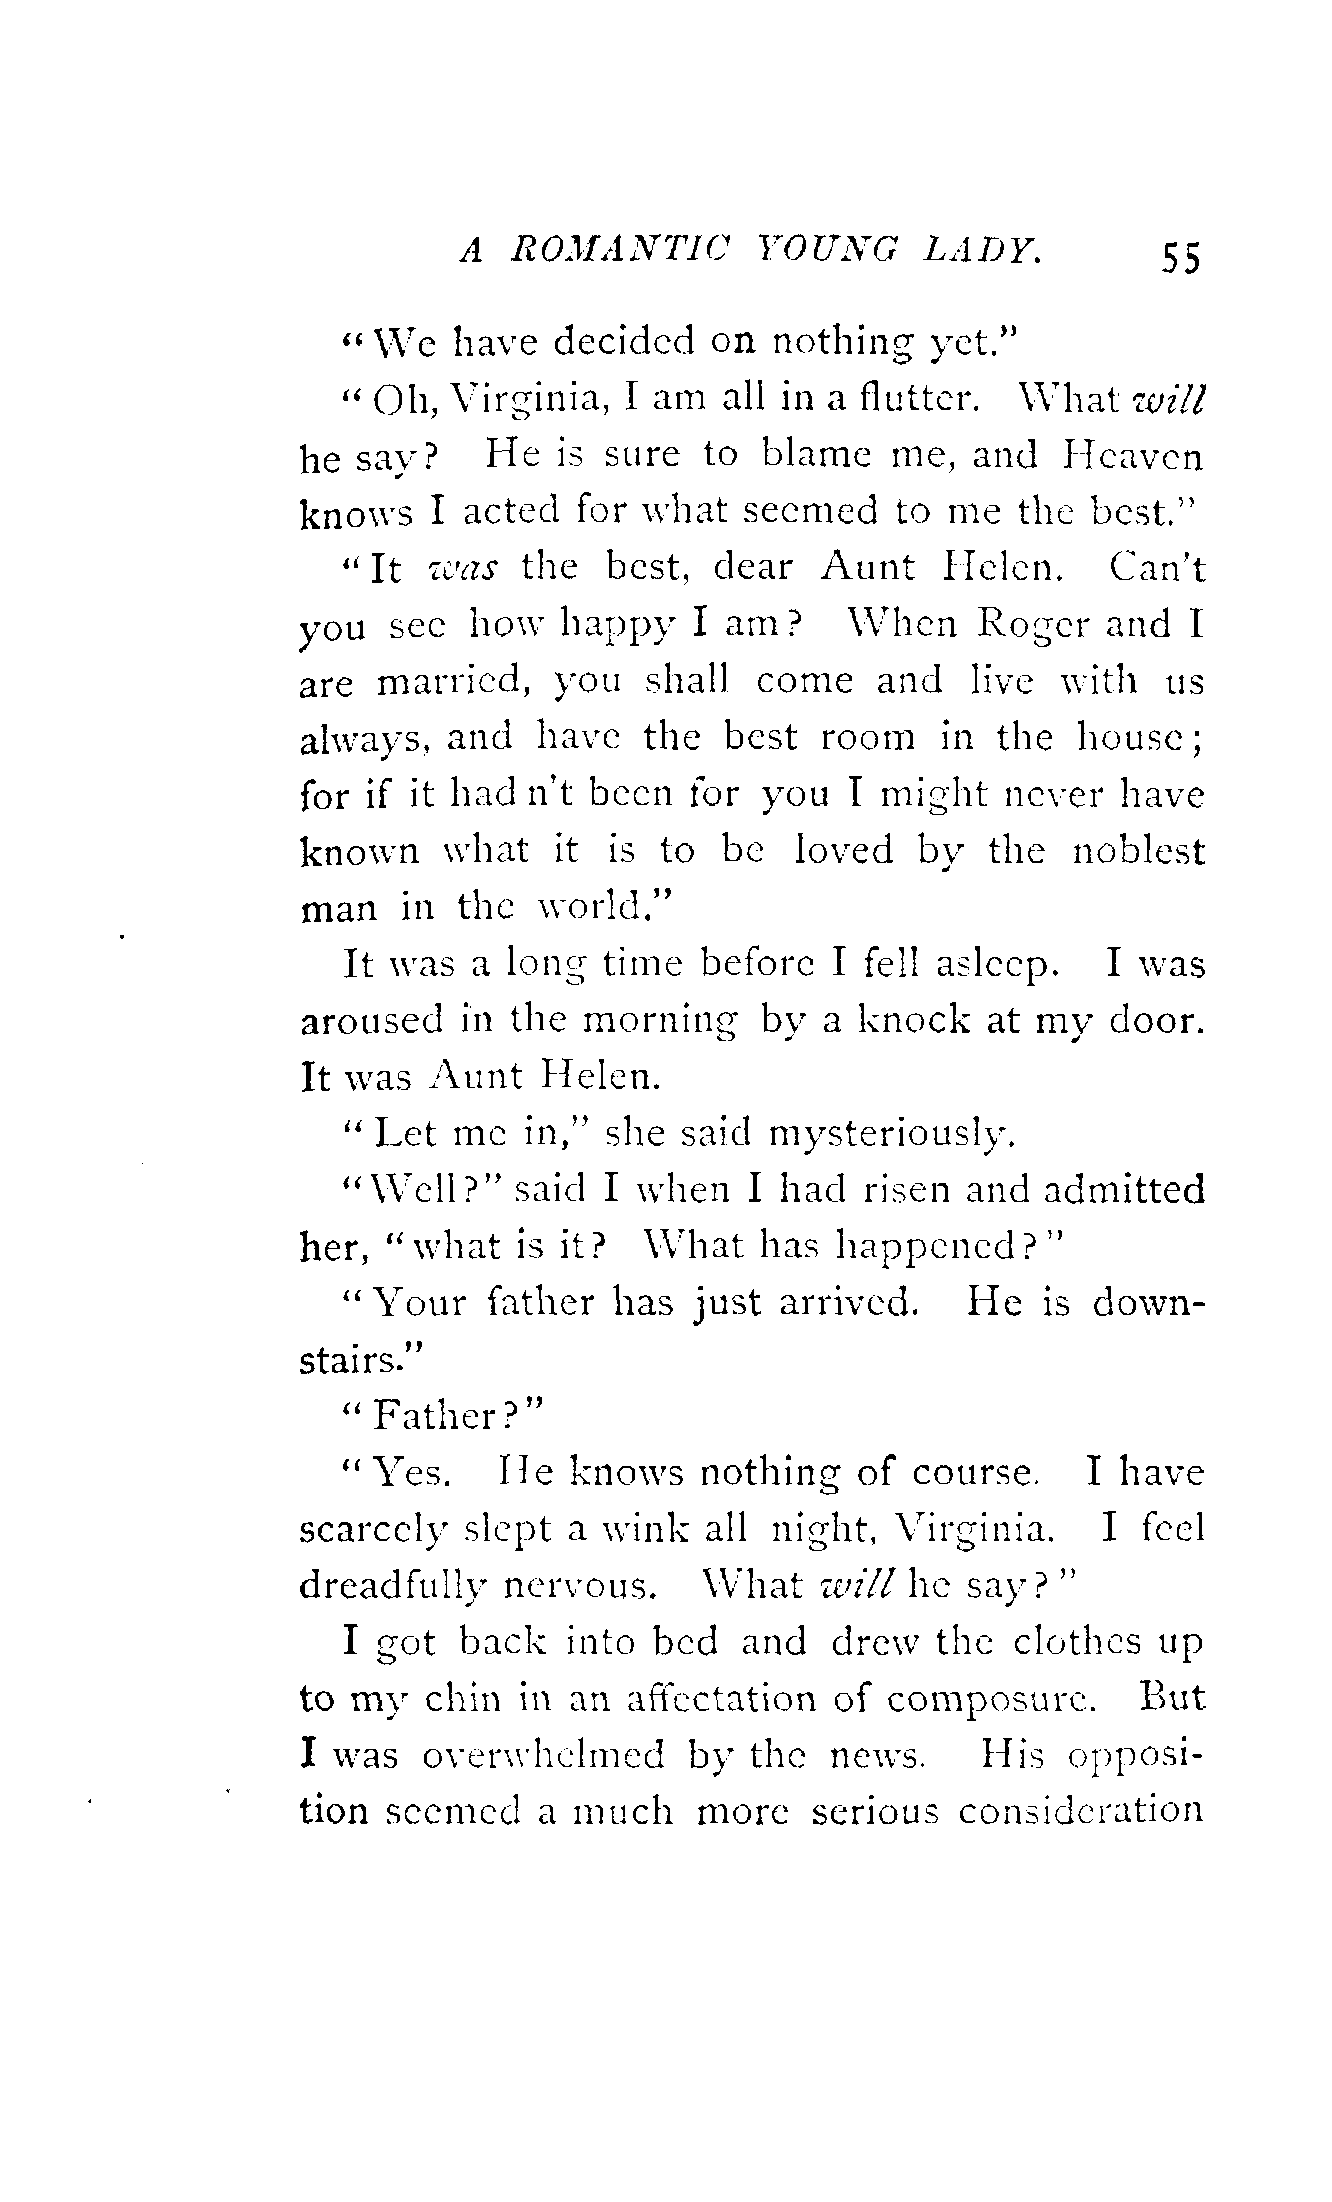 A ROMANTIC YOUNG LADY. 55
"We have decided on nothing yet."
"Oh, Virginia, I am all in a flutter. What will
he say? He is sure to blame me, and Heaven
knows I acted for what seemed to me the best."
"It was the best, dear Aunt Helen. Can't
you see how happy I am? When Roger and I
are married, you shall come and live with us
always, and have the best room in the house;
for if it had n't been for you I might never have
known what it is to be loved by the noblest
man in the world."
It was a long time before I fell asleep. I was
aroused in the morning by a knock at my door.
It was Aunt Helen.
"Let me in," she said mysteriously.
"Well?" said I when I had risen and admitted
her, "what is it? What has happened?"
"Your father has just arrived. He is down-
stairs."
"Father?"
"Yes. He knows nothing of course. I have
scarcely slept a wink all night, Virginia. I feel
dreadfully nervous. What will he say?"
I got back into bed and drew the clothes up
to my chin in an affectation of composure. But
I was overwhelmed by the news. His opposi-
tion seemed a much more serious consideration